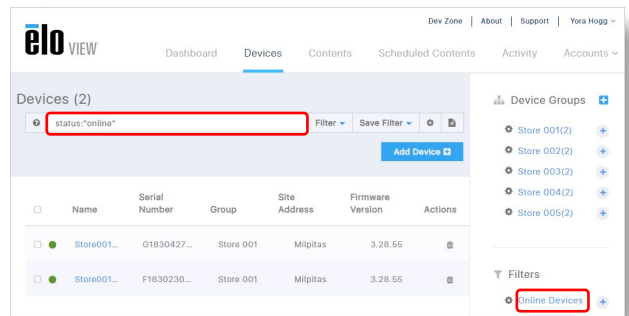 Dev Zone | About | Support | Yora Hogg
elo VIEW
Dashboard Devices Contents Scheduled Contents Activity Accounts
Devices (2)
status:"online" Filter Save Filter
Add Device
Name Serial Number Group Site Address Firmware Version Actions
Store001... G1830427... Store 001 Milpitas 3.28.55
Store001... F1830230... Store 001 Milpitas 3.28.55
Device Groups
Store 001(2)
Store 002(2)
Store 003(2)
Store 004(2)
Store 005(2)
Filters
Online Devices